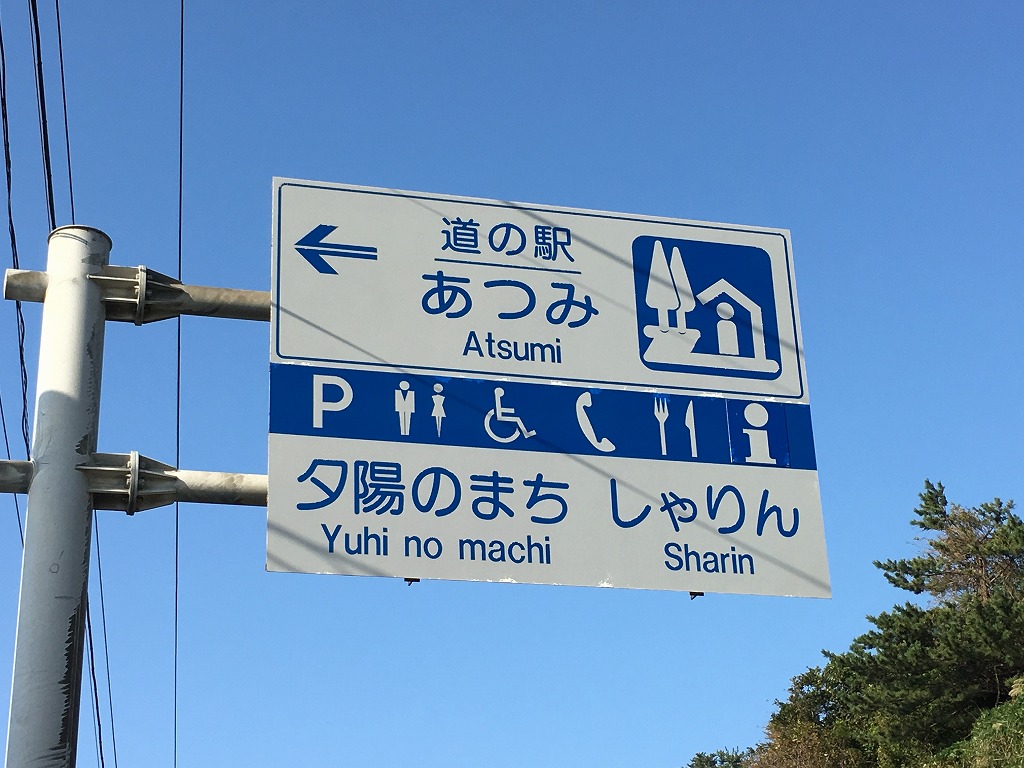 道の駅
あつみ
Atsumi
P
夕陽のまち しゃりん
Yuhi no machi Sharin